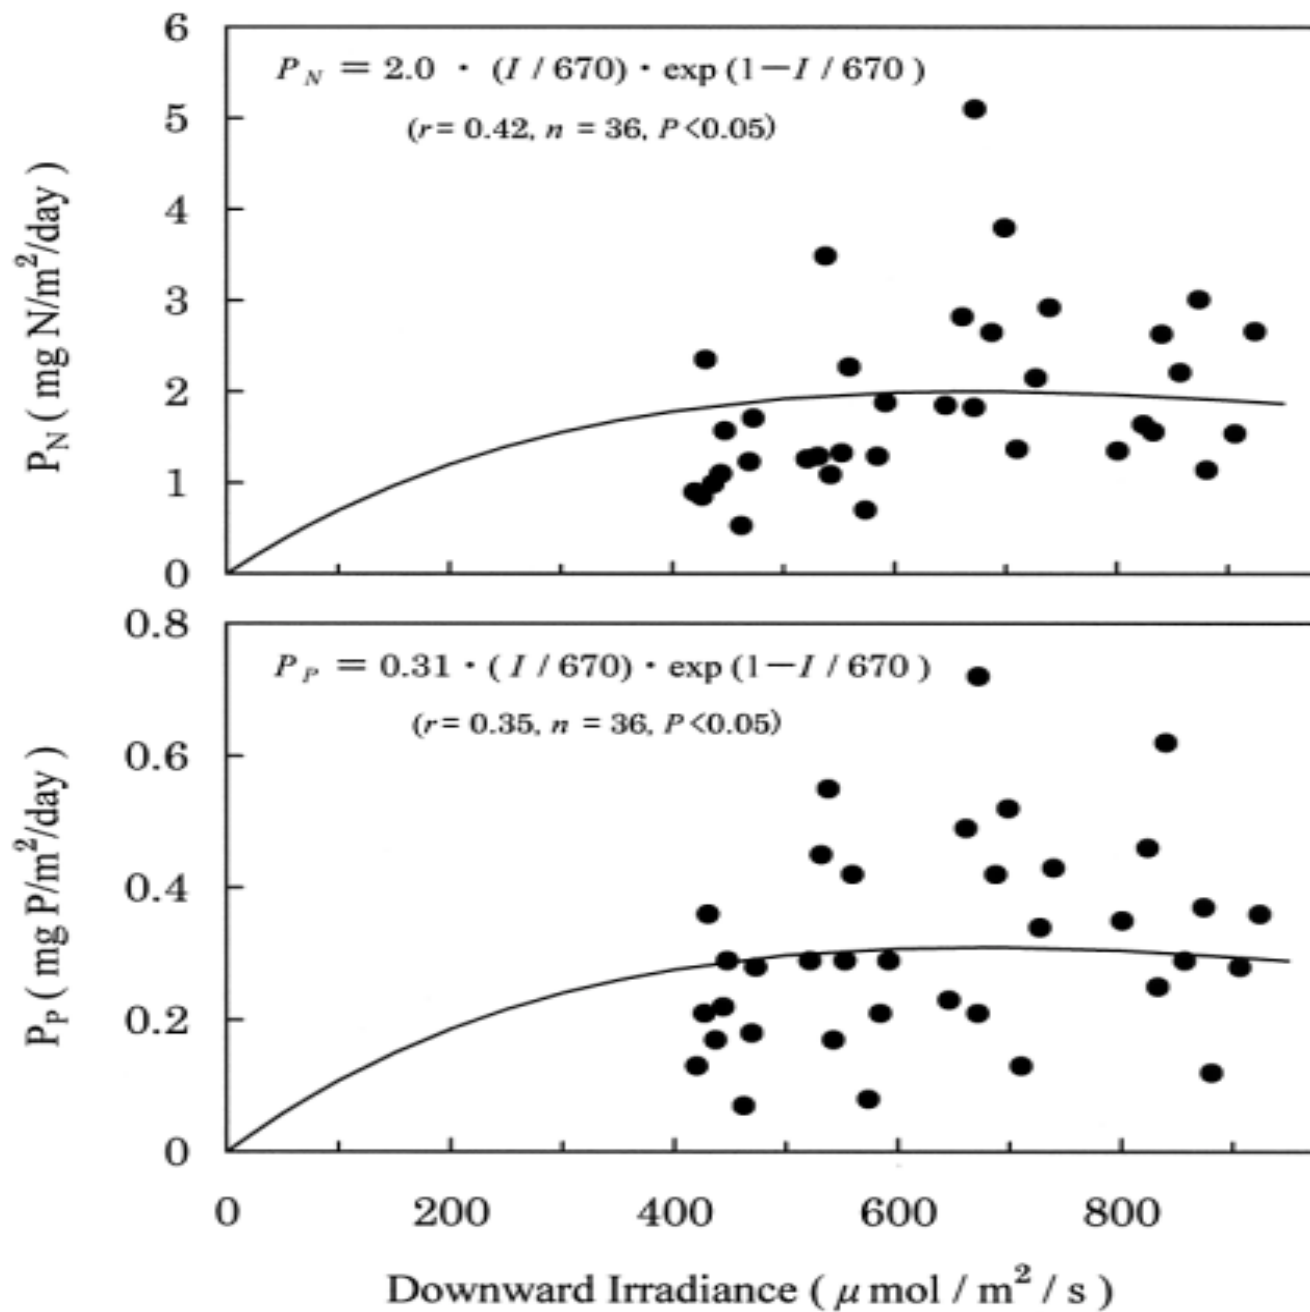 6
P_N = 2.0 · (I / 670) · exp (1−I / 670 )
(r = 0.42, n = 36, P<0.05)
5
4
3
2
1
0
P_N ( mg N/m²/day )
0.8
P_P = 0.31 · ( I / 670) · exp (1−I / 670 )
(r = 0.35, n = 36, P<0.05)
0.6
0.4
0.2
0
P_P ( mg P/m²/day )
0 200 400 600 800
Downward Irradiance ( μ mol / m² / s )